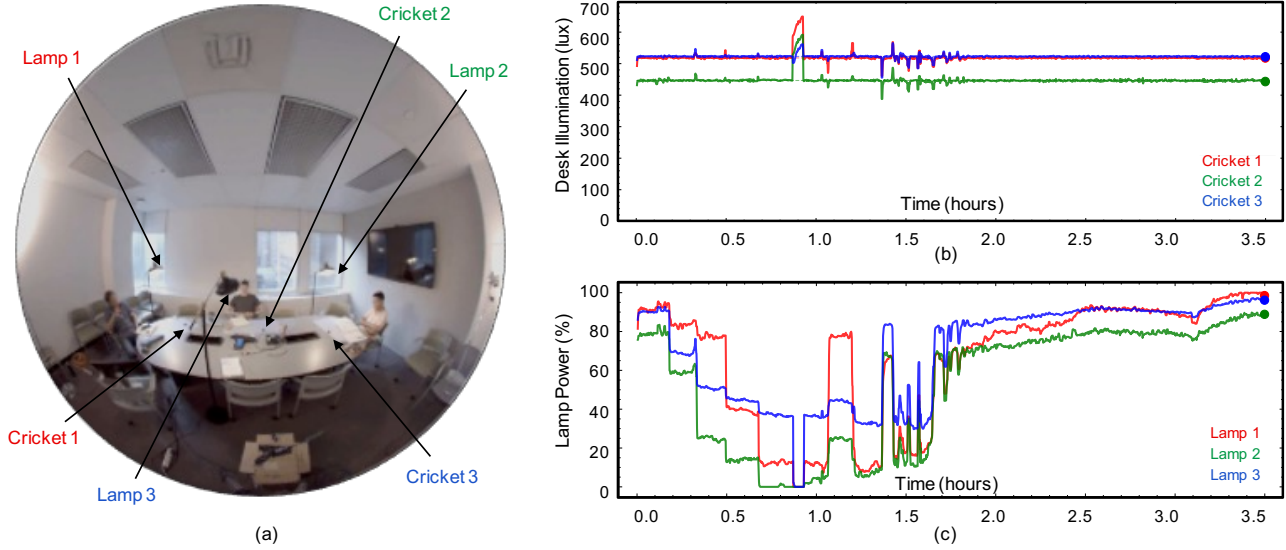 Cricket 2
Lamp 1
Lamp 2
Cricket 1
Cricket 3
Lamp 3
(a)
Desk Illumination (lux)
700
600
500
400
300
200
100
0
Cricket 1
Cricket 2
Cricket 3
Time (hours)
0.0 0.5 1.0 1.5 2.0 2.5 3.0 3.5
(b)
Lamp Power (%)
100
80
60
40
20
0
Lamp 1
Lamp 2
Lamp 3
Time (hours)
0.0 0.5 1.0 1.5 2.0 2.5 3.0 3.5
(c)